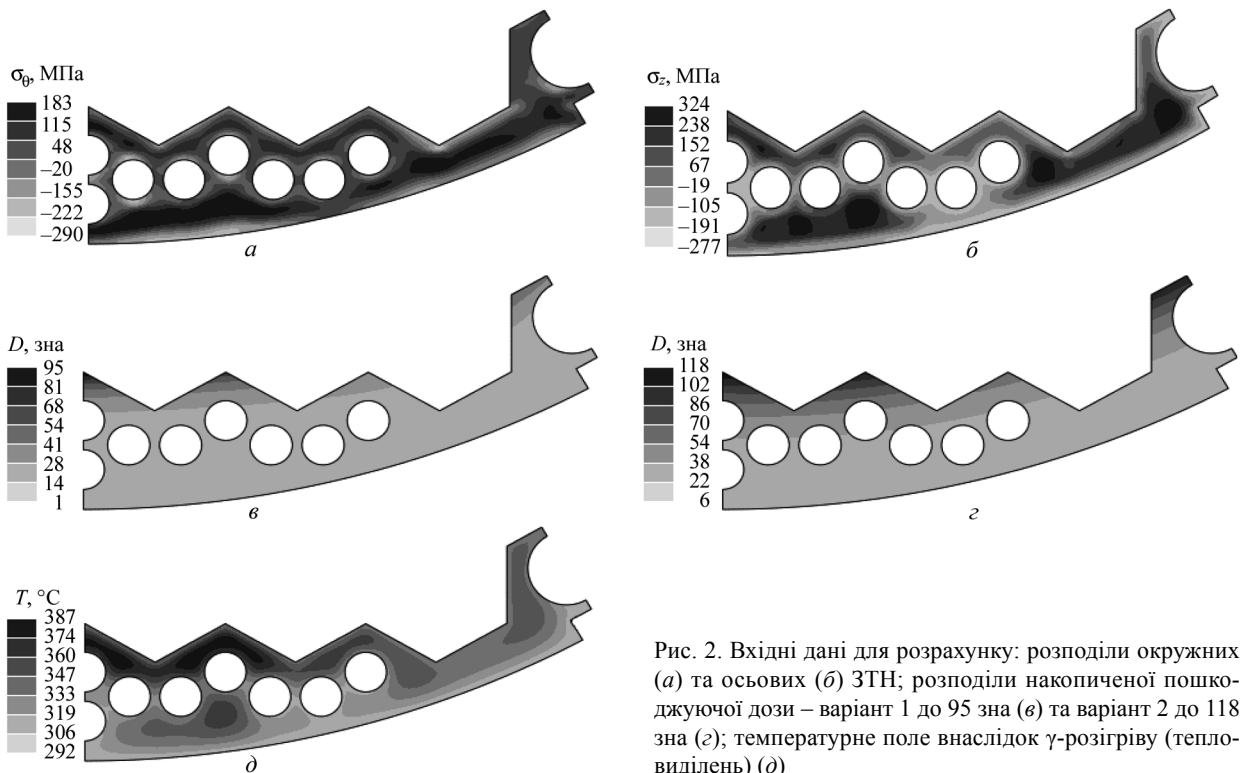 σθ, МПа
183
115
48
–20
–155
–222
–290
а
σz, МПа
324
238
152
67
–19
–105
–191
–277
б
D, зна
95
81
68
54
41
28
14
1
в
D, зна
118
102
86
70
54
38
22
6
г
T, °C
387
374
360
347
333
319
306
292
д
Рис. 2. Вхідні дані для розрахунку: розподіли окружних
(а) та осьових (б) ЗТН; розподіли накопиченої пошко-
джуючої дози – варіант 1 до 95 зна (в) та варіант 2 до 118
зна (г); температурне поле внаслідок γ-розігріву (тепло-
виділень) (д)